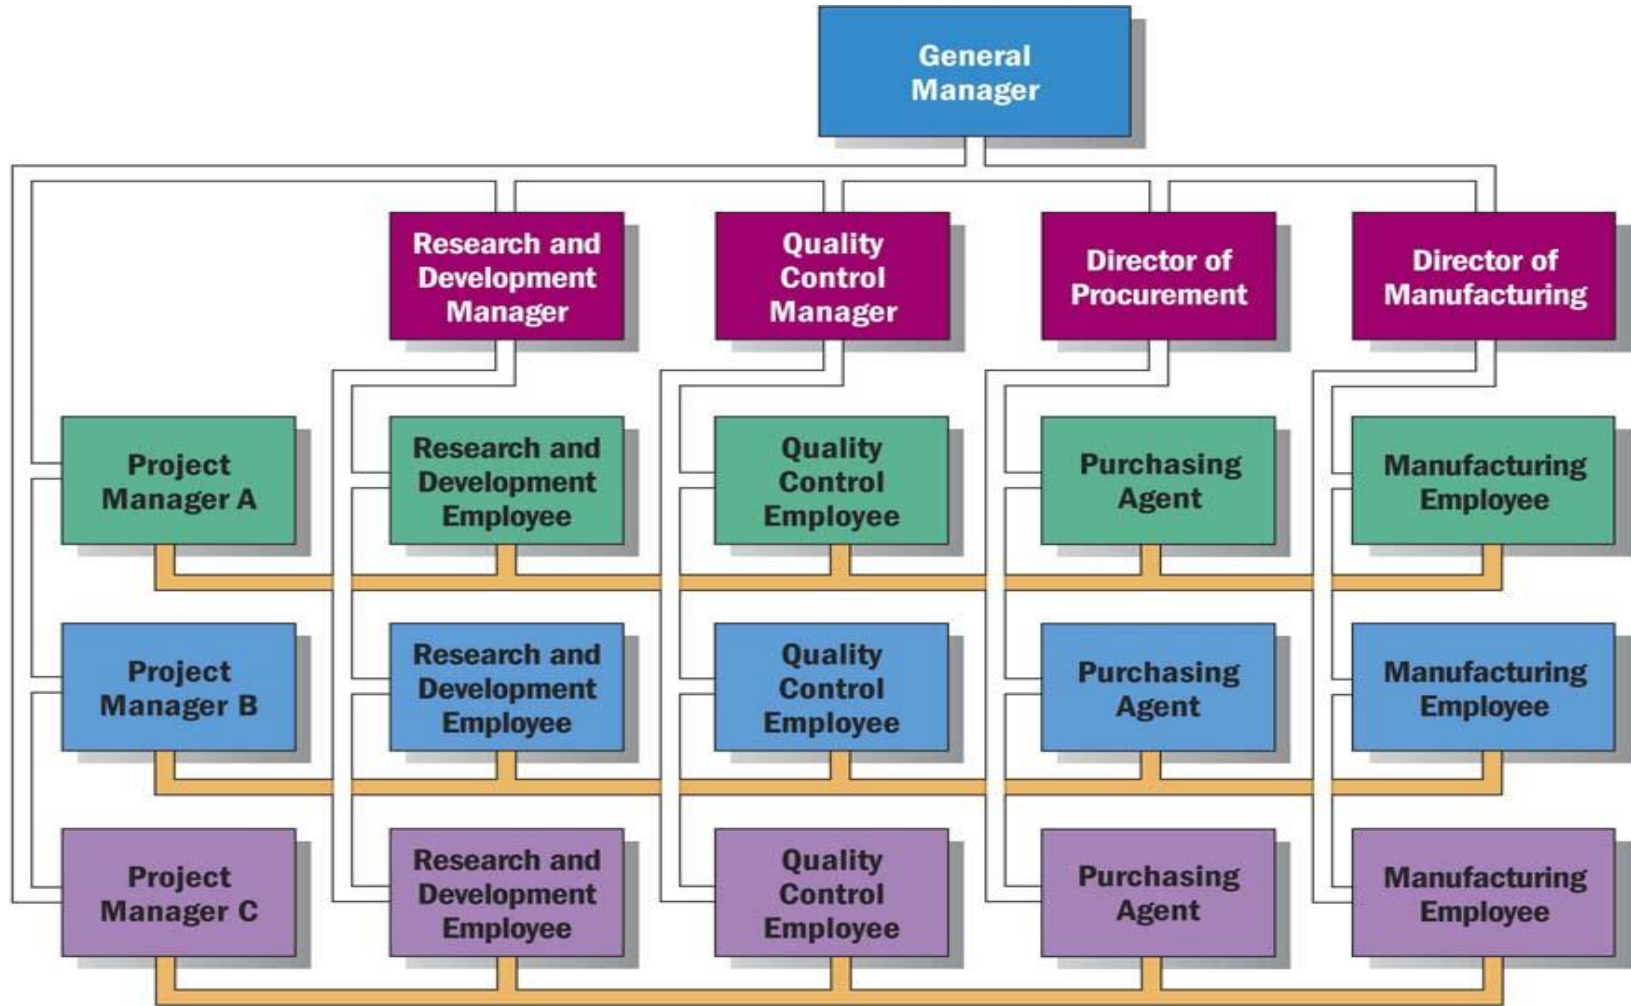 General
Manager
Research and
Development
Manager
Quality
Control
Manager
Director of
Procurement
Director of
Manufacturing
Project
Manager A
Research and
Development
Employee
Quality
Control
Employee
Purchasing
Agent
Manufacturing
Employee
Project
Manager B
Research and
Development
Employee
Quality
Control
Employee
Purchasing
Agent
Manufacturing
Employee
Project
Manager C
Research and
Development
Employee
Quality
Control
Employee
Purchasing
Agent
Manufacturing
Employee